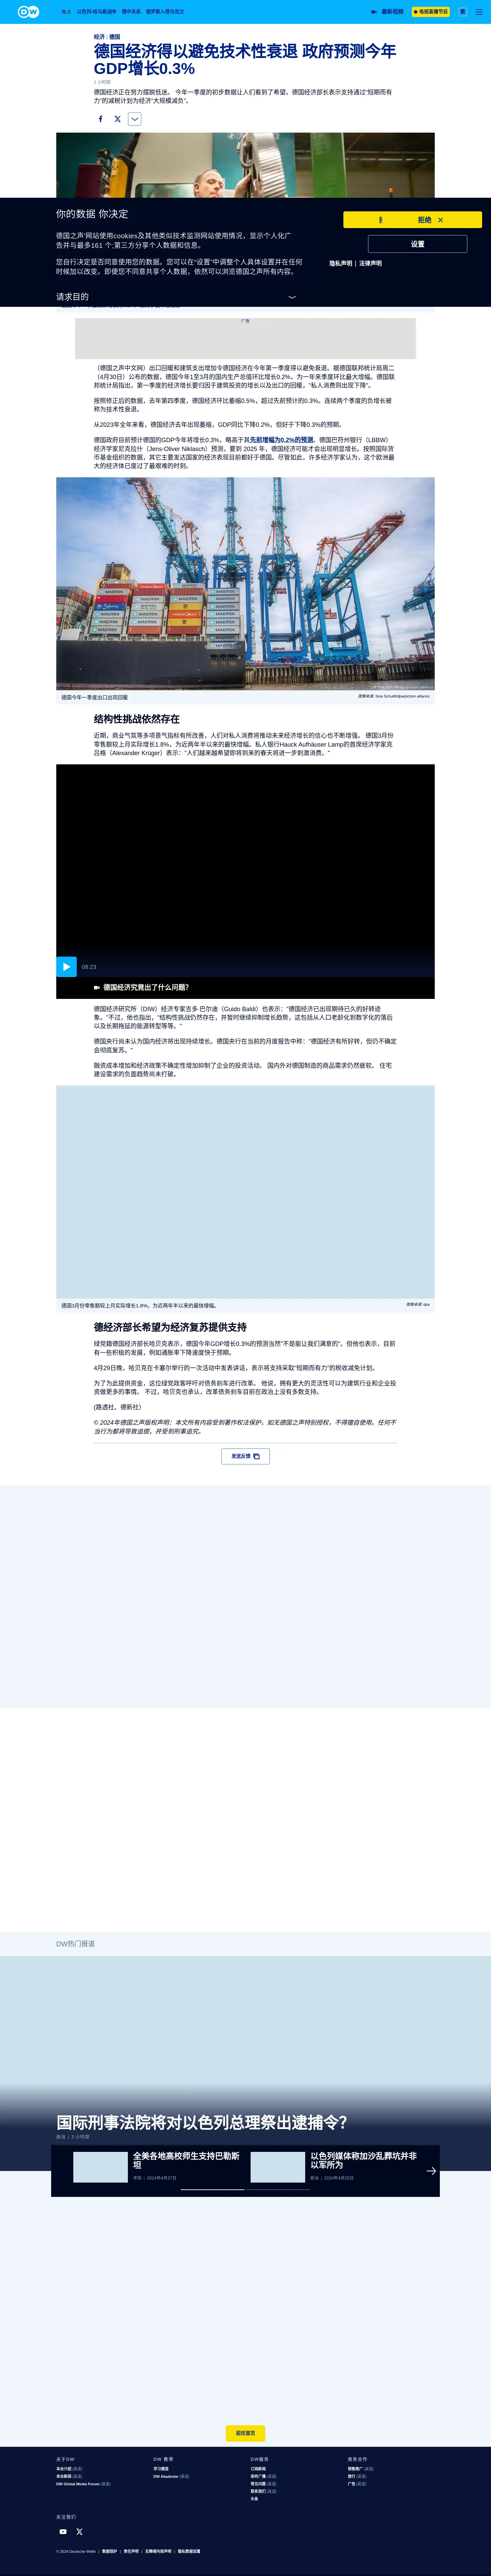 DW
焦点 以色列-哈马斯战争 德中关系 俄罗斯入侵乌克兰 最新视频 电视直播节目 繁
经济 : 德国
德国经济得以避免技术性衰退 政府预测今年
GDP增长0.3%
德国经济正在努力摆脱低迷。 今年一季度的初步数据让人们看到了希望。德国经济部长表示支持通过"短期而有
力"的减税计划为经济"大规模减负"。
你的数据 你决定
德国之声 网站使用cookies及其他类似技术监测网站使用情况，显示个人化广
告并与最多161 个 第三方分享个人数据和信息。
您自行决定是否同意使用您的数据。您可以在"设置"中调整个人具体设置并在任何
时候加以改变。即使您不同意共享个人数据，依然可以浏览德国之声所有内容。
拒绝
设置
隐私声明 | 法律声明
请求目的
广告
（德国之声中文网）出口回暖和建筑支出增加令德国经济在今年第一季度得以避免衰退。据德国联邦统计局周二
（4月30日）公布的数据，德国今年1至3月的国内生产总值环比增长0.2%，为一年来季度环比最大增幅。德国联
邦统计局指出，第一季度的经济增长要归因于建筑投资的增长以及出口的回暖，"私人消费则出现下降"。
按照修正后的数据，去年第四季度，德国经济环比萎缩0.5%，超过先前预计的0.3%。连续两个季度的负增长被
称为技术性衰退。
从2023年全年来看，德国经济去年出现萎缩，GDP同比下降0.2%，但好于下降0.3%的预期。
德国政府目前预计德国的GDP今年将增长0.3%，略高于其先前增幅为0.2%的预测。德国巴符州银行（LBBW）
经济学家尼克拉什（Jens-Oliver Niklasch）预测，要到 2025 年，德国经济可能才会出现明显增长。按照国际货
币基金组织的数据，其它主要发达国家的经济表现目前都好于德国。尽管如此，许多经济学家认为，这个欧洲最
大的经济体已度过了最艰难的时刻。
MAERSK
德国今年一季度出口出现回暖
图像来源: Sina Schuldt/dpa/picture alliance
结构性挑战依然存在
近期，商业气氛等多项景气指标有所改善，人们对私人消费将推动未来经济增长的信心也不断增强。 德国3月份
零售额较上月实际增长1.8%，为近两年半以来的最快增幅。私人银行Hauck Aufhäuser Lamp的首席经济学家克
吕格（Alexander Krüger）表示："人们越来越希望即将到来的春天将进一步刺激消费。"
08:23
德国经济究竟出了什么问题？
德国经济研究所（DIW）经济专家吉多·巴尔迪（Guido Baldi）也表示："德国经济已出现期待已久的好转迹
象。"不过，他也指出："结构性挑战仍然存在，并暂时继续抑制增长趋势，这包括从人口老龄化到数字化的落后
以及长期拖延的能源转型等等。"
德国央行尚未认为国内经济将出现持续增长。德国央行在当前的月度报告中称："德国经济有所好转，但仍不确定
会彻底复苏。"
融资成本增加和经济政策不确定性增加抑制了企业的投资活动。 国内外对德国制造的商品需求仍然疲软。 住宅
建设需求的负面趋势尚未打破。
德国3月份零售额较上月实际增长1.8%，为近两年半以来的最快增幅。
图像来源: dpa
德经济部长希望为经济复苏提供支持
绿党籍德国经济部长哈贝克表示，德国今年GDP增长0.3%的预测当然"不是能让我们满意的"。但他也表示，目前
有一些积极的发展，例如通胀率下降速度快于预期。
4月29日晚，哈贝克在卡塞尔举行的一次活动中发表讲话，表示将支持采取"短期而有力"的税收减免计划。
为了为此提供资金，这位绿党政客呼吁对债务刹车进行改革。 他说，拥有更大的灵活性可以为建筑行业和企业投
资做更多的事情。 不过，哈贝克也承认，改革债务刹车目前在政治上没有多数支持。
(路透社、德新社）
© 2024年德国之声版权声明：本文所有内容受到著作权法保护，如无德国之声特别授权，不得擅自使用。任何不
当行为都将导致追偿，并受到刑事追究。
发送反馈
DW热门报道
国际刑事法院将对以色列总理祭出逮捕令？
政治 | 3 小时前
全美各地高校师生支持巴勒斯
坦
冲突 | 2024年4月27日
以色列媒体称加沙乱葬坑并非
以军所为
政治 | 2024年4月25日
前往首页
关于DW
本台介绍 (英语)
本台新闻 (英语)
DW Global Media Forum (英语)
DW 教学
学习德语
DW Akademie (英语)
DW服务
订阅新闻
收听广播 (英语)
常见问题 (英语)
联系我们 (英语)
头条
商务合作
销售推广 (英语)
旅行 (英语)
广告 (英语)
关注我们
© 2024 Deutsche Welle | 数据保护 | 责任声明 | 无障碍内容声明 | 隐私数据设置